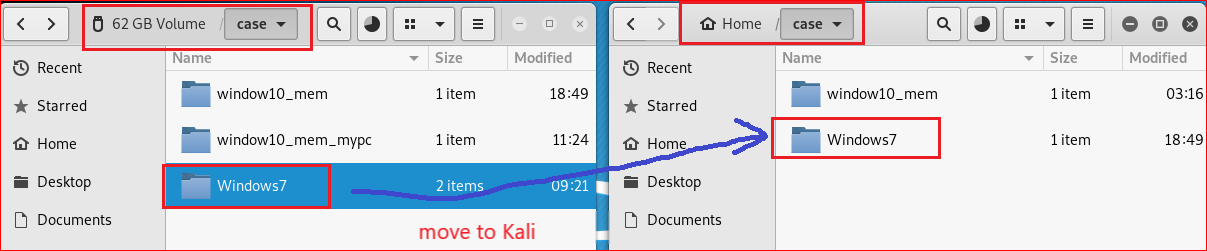 62 GB Volume / case
Home / case
Name Size Modified
Recent
Starred
Home
Desktop
Documents
window10_mem 1 item 18:49
window10_mem_mypc 1 item 11:24
Windows7 2 items 09:21
move to Kali
Name Size Modified
Recent
Starred
Home
Desktop
Documents
window10_mem 1 item 03:16
Windows7 1 item 18:49